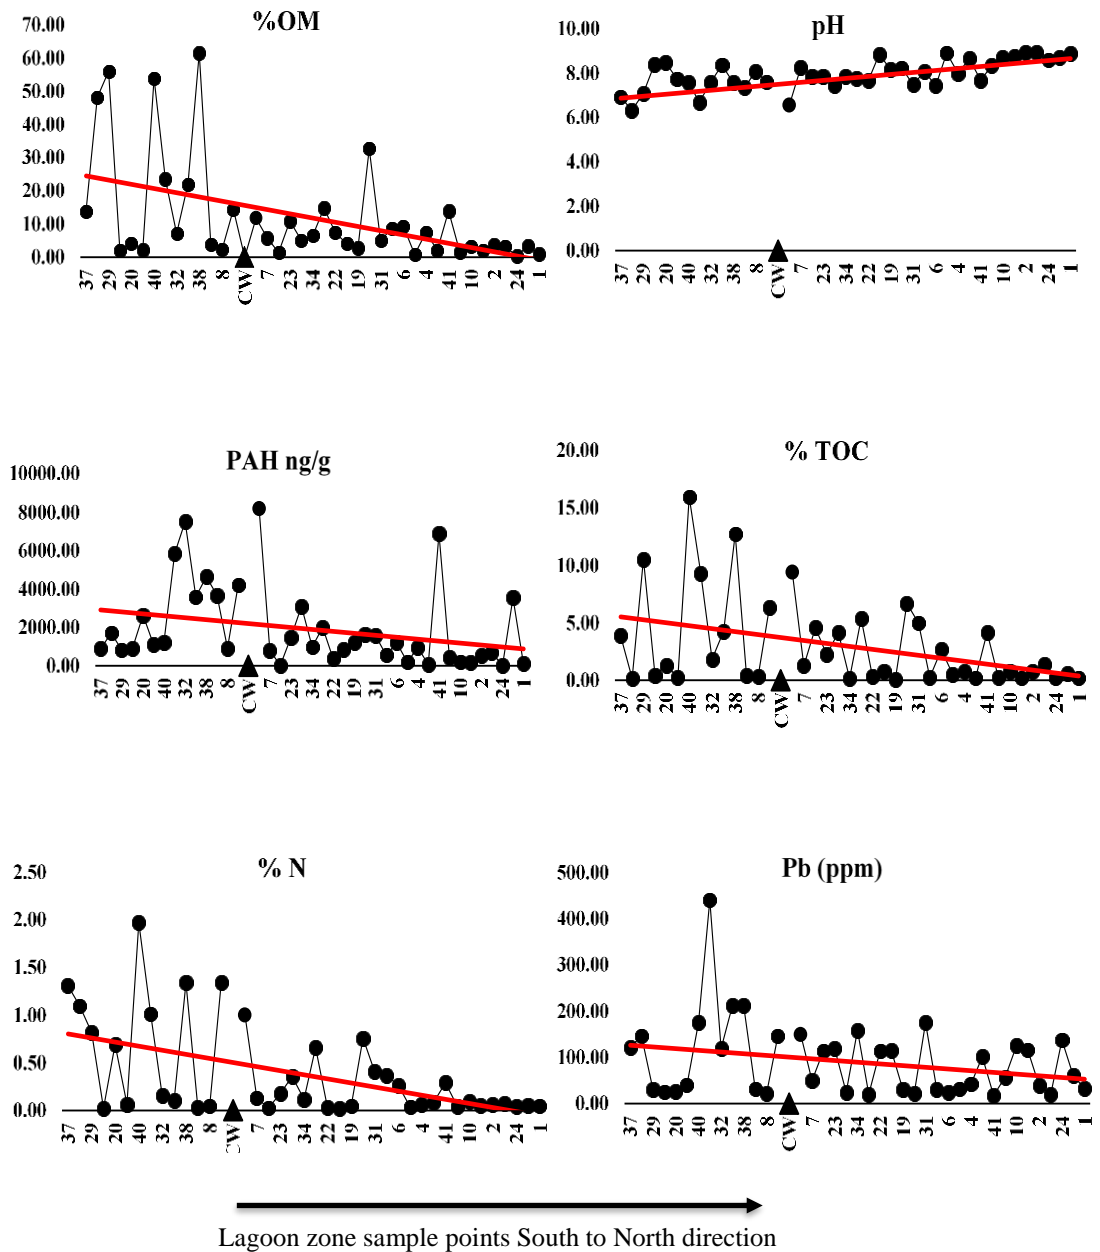 %OM
70.00
60.00
50.00
40.00
30.00
20.00
10.00
0.00
37 29 20 40 32 38 8 CW 7 23 34 22 19 31 6 4 41 10 2 24 1
pH
10.00
8.00
6.00
4.00
2.00
0.00
37 29 20 40 32 38 8 CW 7 23 34 22 19 31 6 4 41 10 2 24 1
PAH ng/g
10000.00
8000.00
6000.00
4000.00
2000.00
0.00
37 29 20 40 32 38 8 CW 7 23 34 22 19 31 6 4 41 10 2 24 1
% TOC
20.00
15.00
10.00
5.00
0.00
37 29 20 40 32 38 8 CW 7 23 34 22 19 31 6 4 41 10 2 24 1
% N
2.50
2.00
1.50
1.00
0.50
0.00
37 29 20 40 32 38 8 CW 7 23 34 22 19 31 6 4 41 10 2 24 1
Pb (ppm)
500.00
400.00
300.00
200.00
100.00
0.00
37 29 20 40 32 38 8 CW 7 23 34 22 19 31 6 4 41 10 2 24 1
Lagoon zone sample points South to North direction